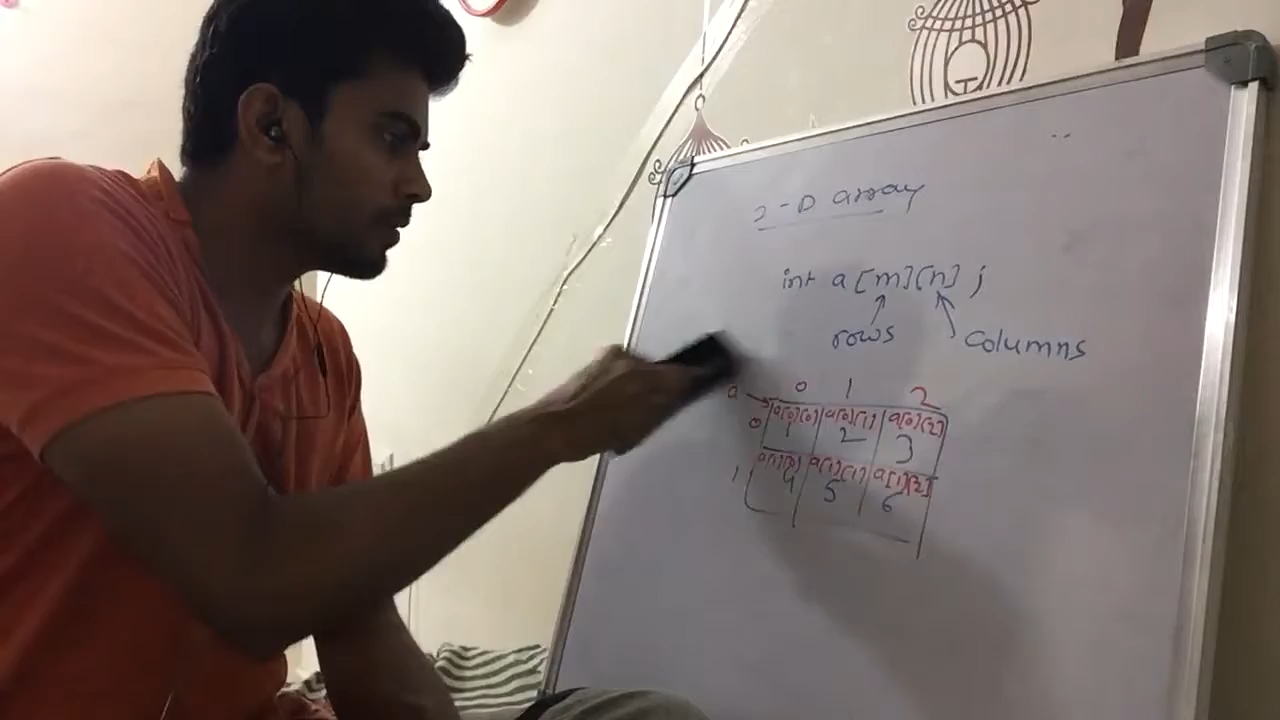 2-D array
int a[m][n];
rows columns
a 0 1 2
0 a[0][0] a[0][1] a[0][2]
1 2 3
1 a[1][0] a[1][1] a[1][2]
4 5 6